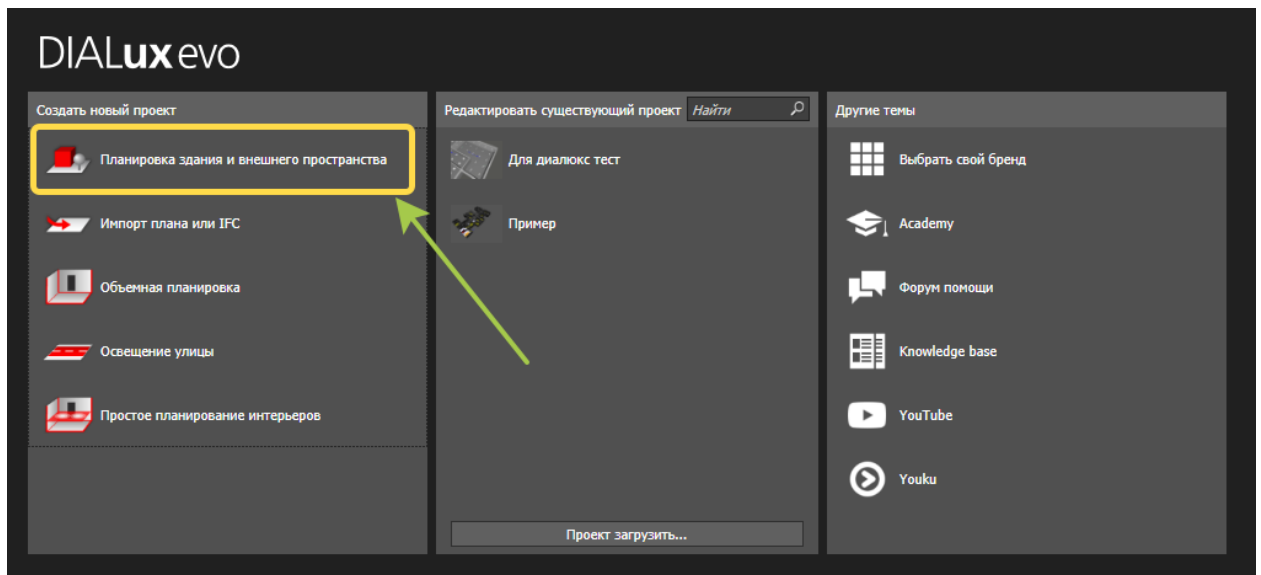 DIALux evo
Создать новый проект
Планировка здания и внешнего пространства
Импорт плана или IFC
Объемная планировка
Освещение улицы
Простое планирование интерьеров
Редактировать существующий проект Найти
Для диалюкс тест
Пример
Проект загрузить...
Другие темы
Выбрать свой бренд
Academy
Форум помощи
Knowledge base
YouTube
Youku